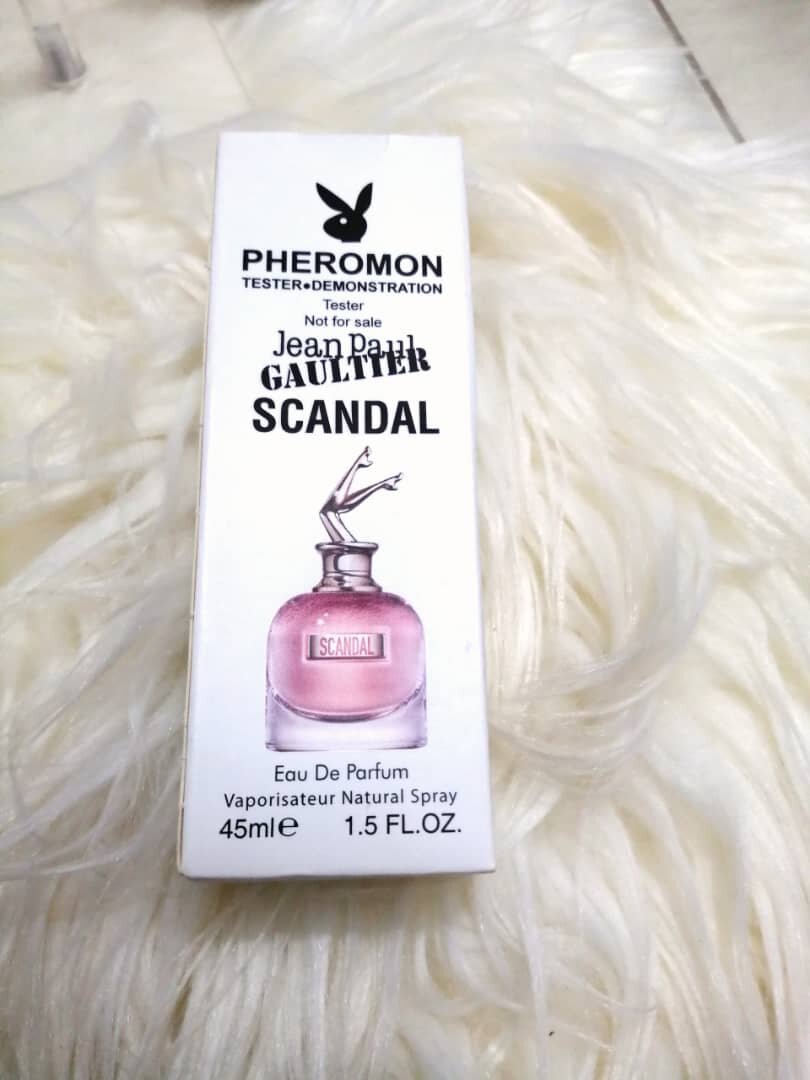 PHEROMON
TESTER●DEMONSTRATION
Tester
Not for sale
Jean Paul
GAULTIER
SCANDAL
SCANDAL
Eau De Parfum
Vaporisateur Natural Spray
45ml℮ 1.5 FL.OZ.